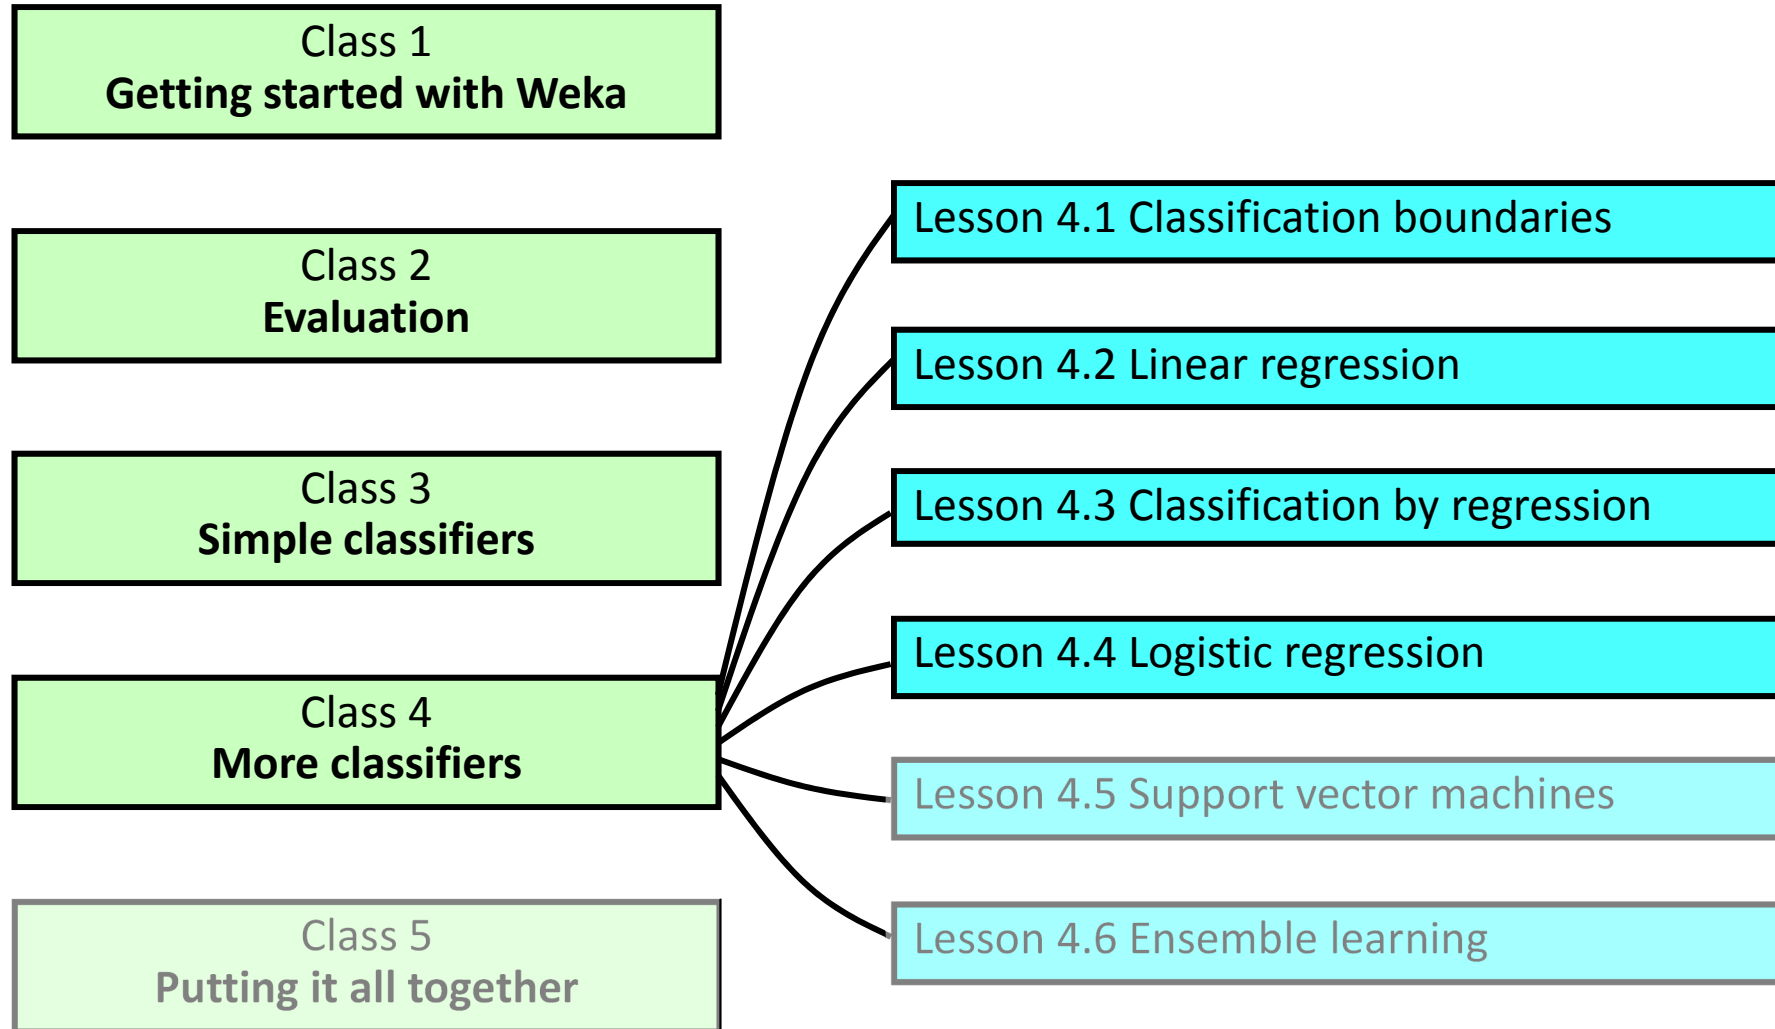 Class 1
Getting started with Weka
Class 2
Evaluation
Class 3
Simple classifiers
Class 4
More classifiers
Class 5
Putting it all together
Lesson 4.1 Classification boundaries
Lesson 4.2 Linear regression
Lesson 4.3 Classification by regression
Lesson 4.4 Logistic regression
Lesson 4.5 Support vector machines
Lesson 4.6 Ensemble learning